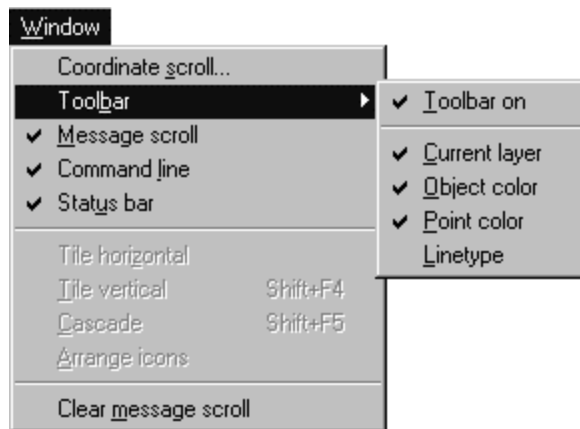 Window
Coordinate scroll...
Toolbar
Message scroll
Command line
Status bar
Tile horizontal
Tile vertical Shift+F4
Cascade Shift+F5
Arrange icons
Clear message scroll
Toolbar on
Current layer
Object color
Point color
Linetype